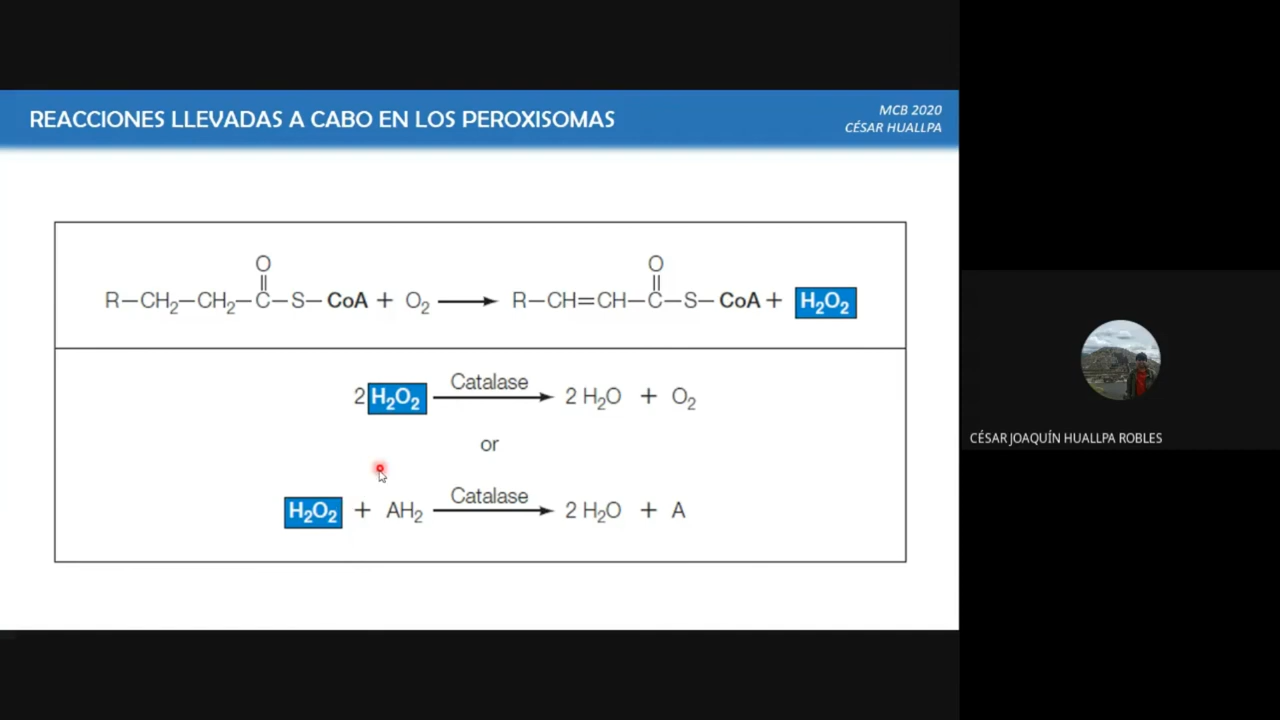 REACCIONES LLEVADAS A CABO EN LOS PEROXISOMAS
MCB 2020
CÉSAR HUALLPA
O
O
R–CH₂–CH₂–C–S–CoA + O₂ → R–CH=CH–C–S–CoA + H₂O₂
Catalase
2 H₂O₂ → 2 H₂O + O₂
or
Catalase
H₂O₂ + AH₂ → 2 H₂O + A
CÉSAR JOAQUÍN HUALLPA ROBLES